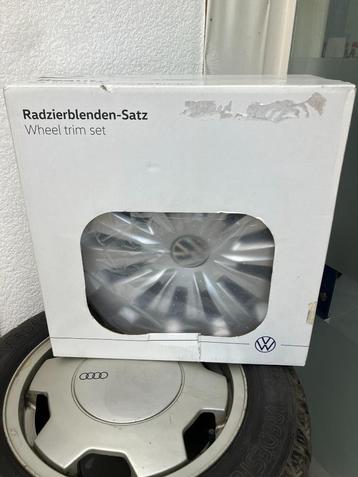 Radzierblenden-Satz
Wheel trim set